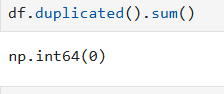 df.duplicated().sum()
np.int64(0)